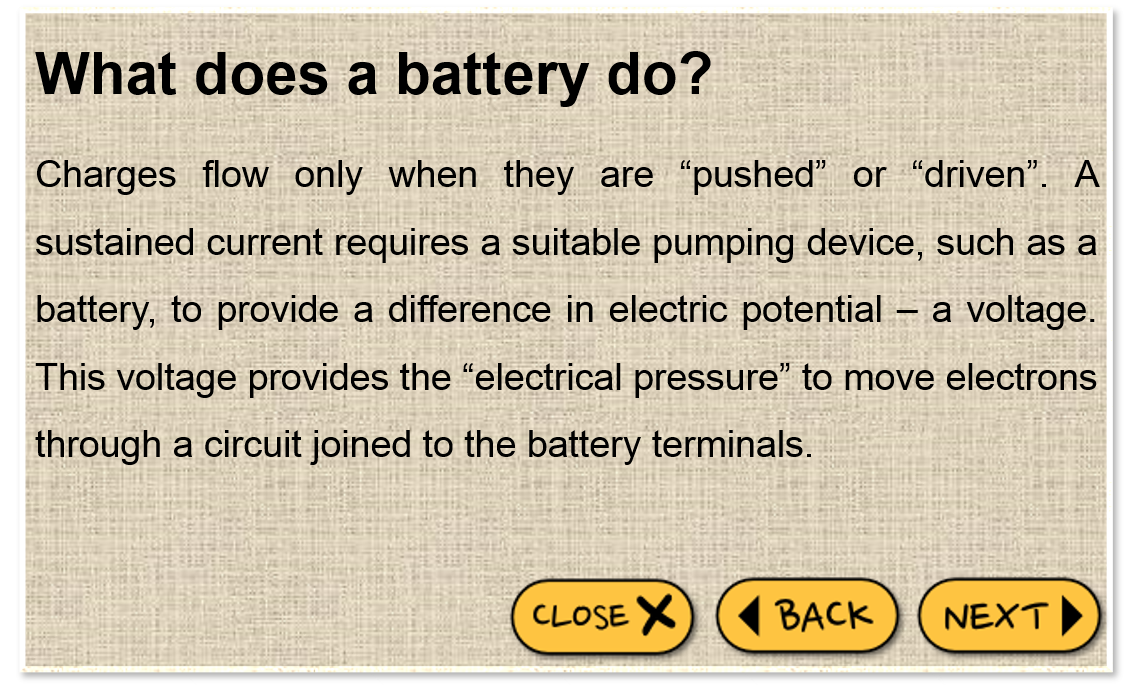 What does a battery do?
Charges flow only when they are “pushed” or “driven”. A
sustained current requires a suitable pumping device, such as a
battery, to provide a difference in electric potential – a voltage.
This voltage provides the “electrical pressure” to move electrons
through a circuit joined to the battery terminals.
CLOSE BACK NEXT